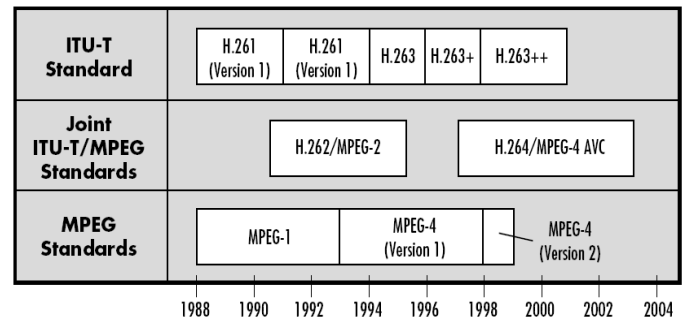 ITU-T
Standard
H.261
(Version 1)
H.261
(Version 1)
H.263
H.263+
H.263++
Joint
ITU-T/MPEG
Standards
H.262/MPEG-2
H.264/MPEG-4 AVC
MPEG
Standards
MPEG-1
MPEG-4
(Version 1)
MPEG-4
(Version 2)
1988 1990 1992 1994 1996 1998 2000 2002 2004